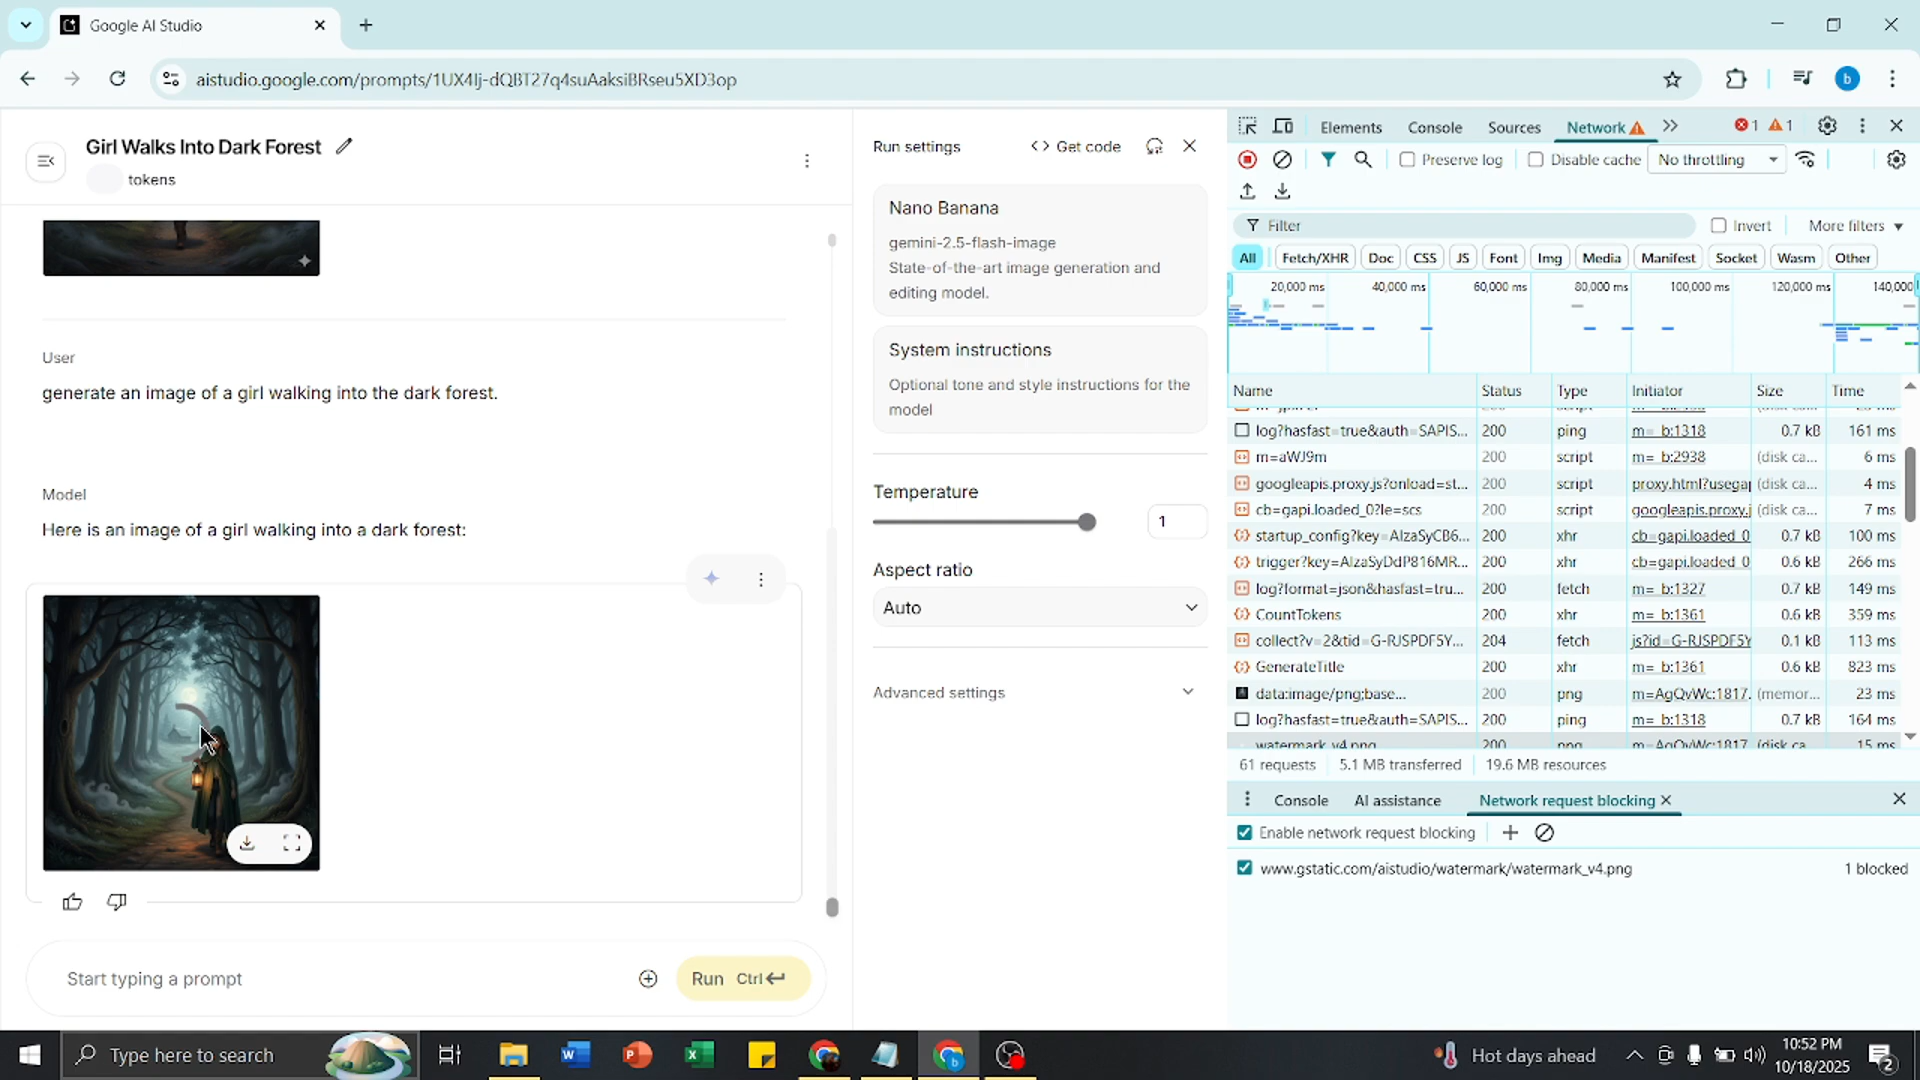 Google AI Studio
aistudio.google.com/prompts/1UX4Ij-dQBT27q4suAaksiBRseu5XD3op
b
Girl Walks Into Dark Forest
tokens
User
generate an image of a girl walking into the dark forest.
Model
Here is an image of a girl walking into a dark forest:
Start typing a prompt
Run Ctrl
Run settings
Get code
Nano Banana
gemini-2.5-flash-image
State-of-the-art image generation and
editing model.
System instructions
Optional tone and style instructions for the
model
Temperature
1
Aspect ratio
Auto
Advanced settings
Elements Console Sources Network 1 1
Preserve log Disable cache No throttling
Filter Invert More filters
All Fetch/XHR Doc CSS JS Font Img Media Manifest Socket Wasm Other
20,000 ms 40,000 ms 60,000 ms 80,000 ms 100,000 ms 120,000 ms 140,000
Name Status Type Initiator Size Time
log?hasfast=true&auth=SAPIS... 200 ping m=_b:1318 0.7 kB 161 ms
m=aWJ9m 200 script m=_b:2938 (disk ca... 6 ms
googleapis.proxy.js?onload=st... 200 script proxy.html?usegap (disk ca... 4 ms
cb=gapi.loaded_0?le=scs 200 script googleapis.proxy.j (disk ca... 7 ms
startup_config?key=AIzaSyCB6... 200 xhr cb=gapi.loaded_0 0.7 kB 100 ms
trigger?key=AIzaSyDdP816MR... 200 xhr cb=gapi.loaded_0 0.6 kB 266 ms
log?format=json&hasfast=tru... 200 fetch m=_b:1327 0.7 kB 149 ms
CountTokens 200 xhr m=_b:1361 0.6 kB 359 ms
collect?v=2&tid=G-RJSPDF5Y... 204 fetch js?id=G-RJSPDF5Y 0.1 kB 113 ms
GenerateTitle 200 xhr m=_b:1361 0.6 kB 823 ms
data:image/png;base... 200 png m=AgQvWc:1817. (memor... 23 ms
log?hasfast=true&auth=SAPIS... 200 ping m=_b:1318 0.7 kB 164 ms
watermark_v4.png 200 png m=AgQvWc:1817 (disk ca 15 ms
61 requests 5.1 MB transferred 19.6 MB resources
Console AI assistance Network request blocking
Enable network request blocking
www.gstatic.com/aistudio/watermark/watermark_v4.png 1 blocked
Type here to search
Hot days ahead
10:52 PM
10/18/2025
2